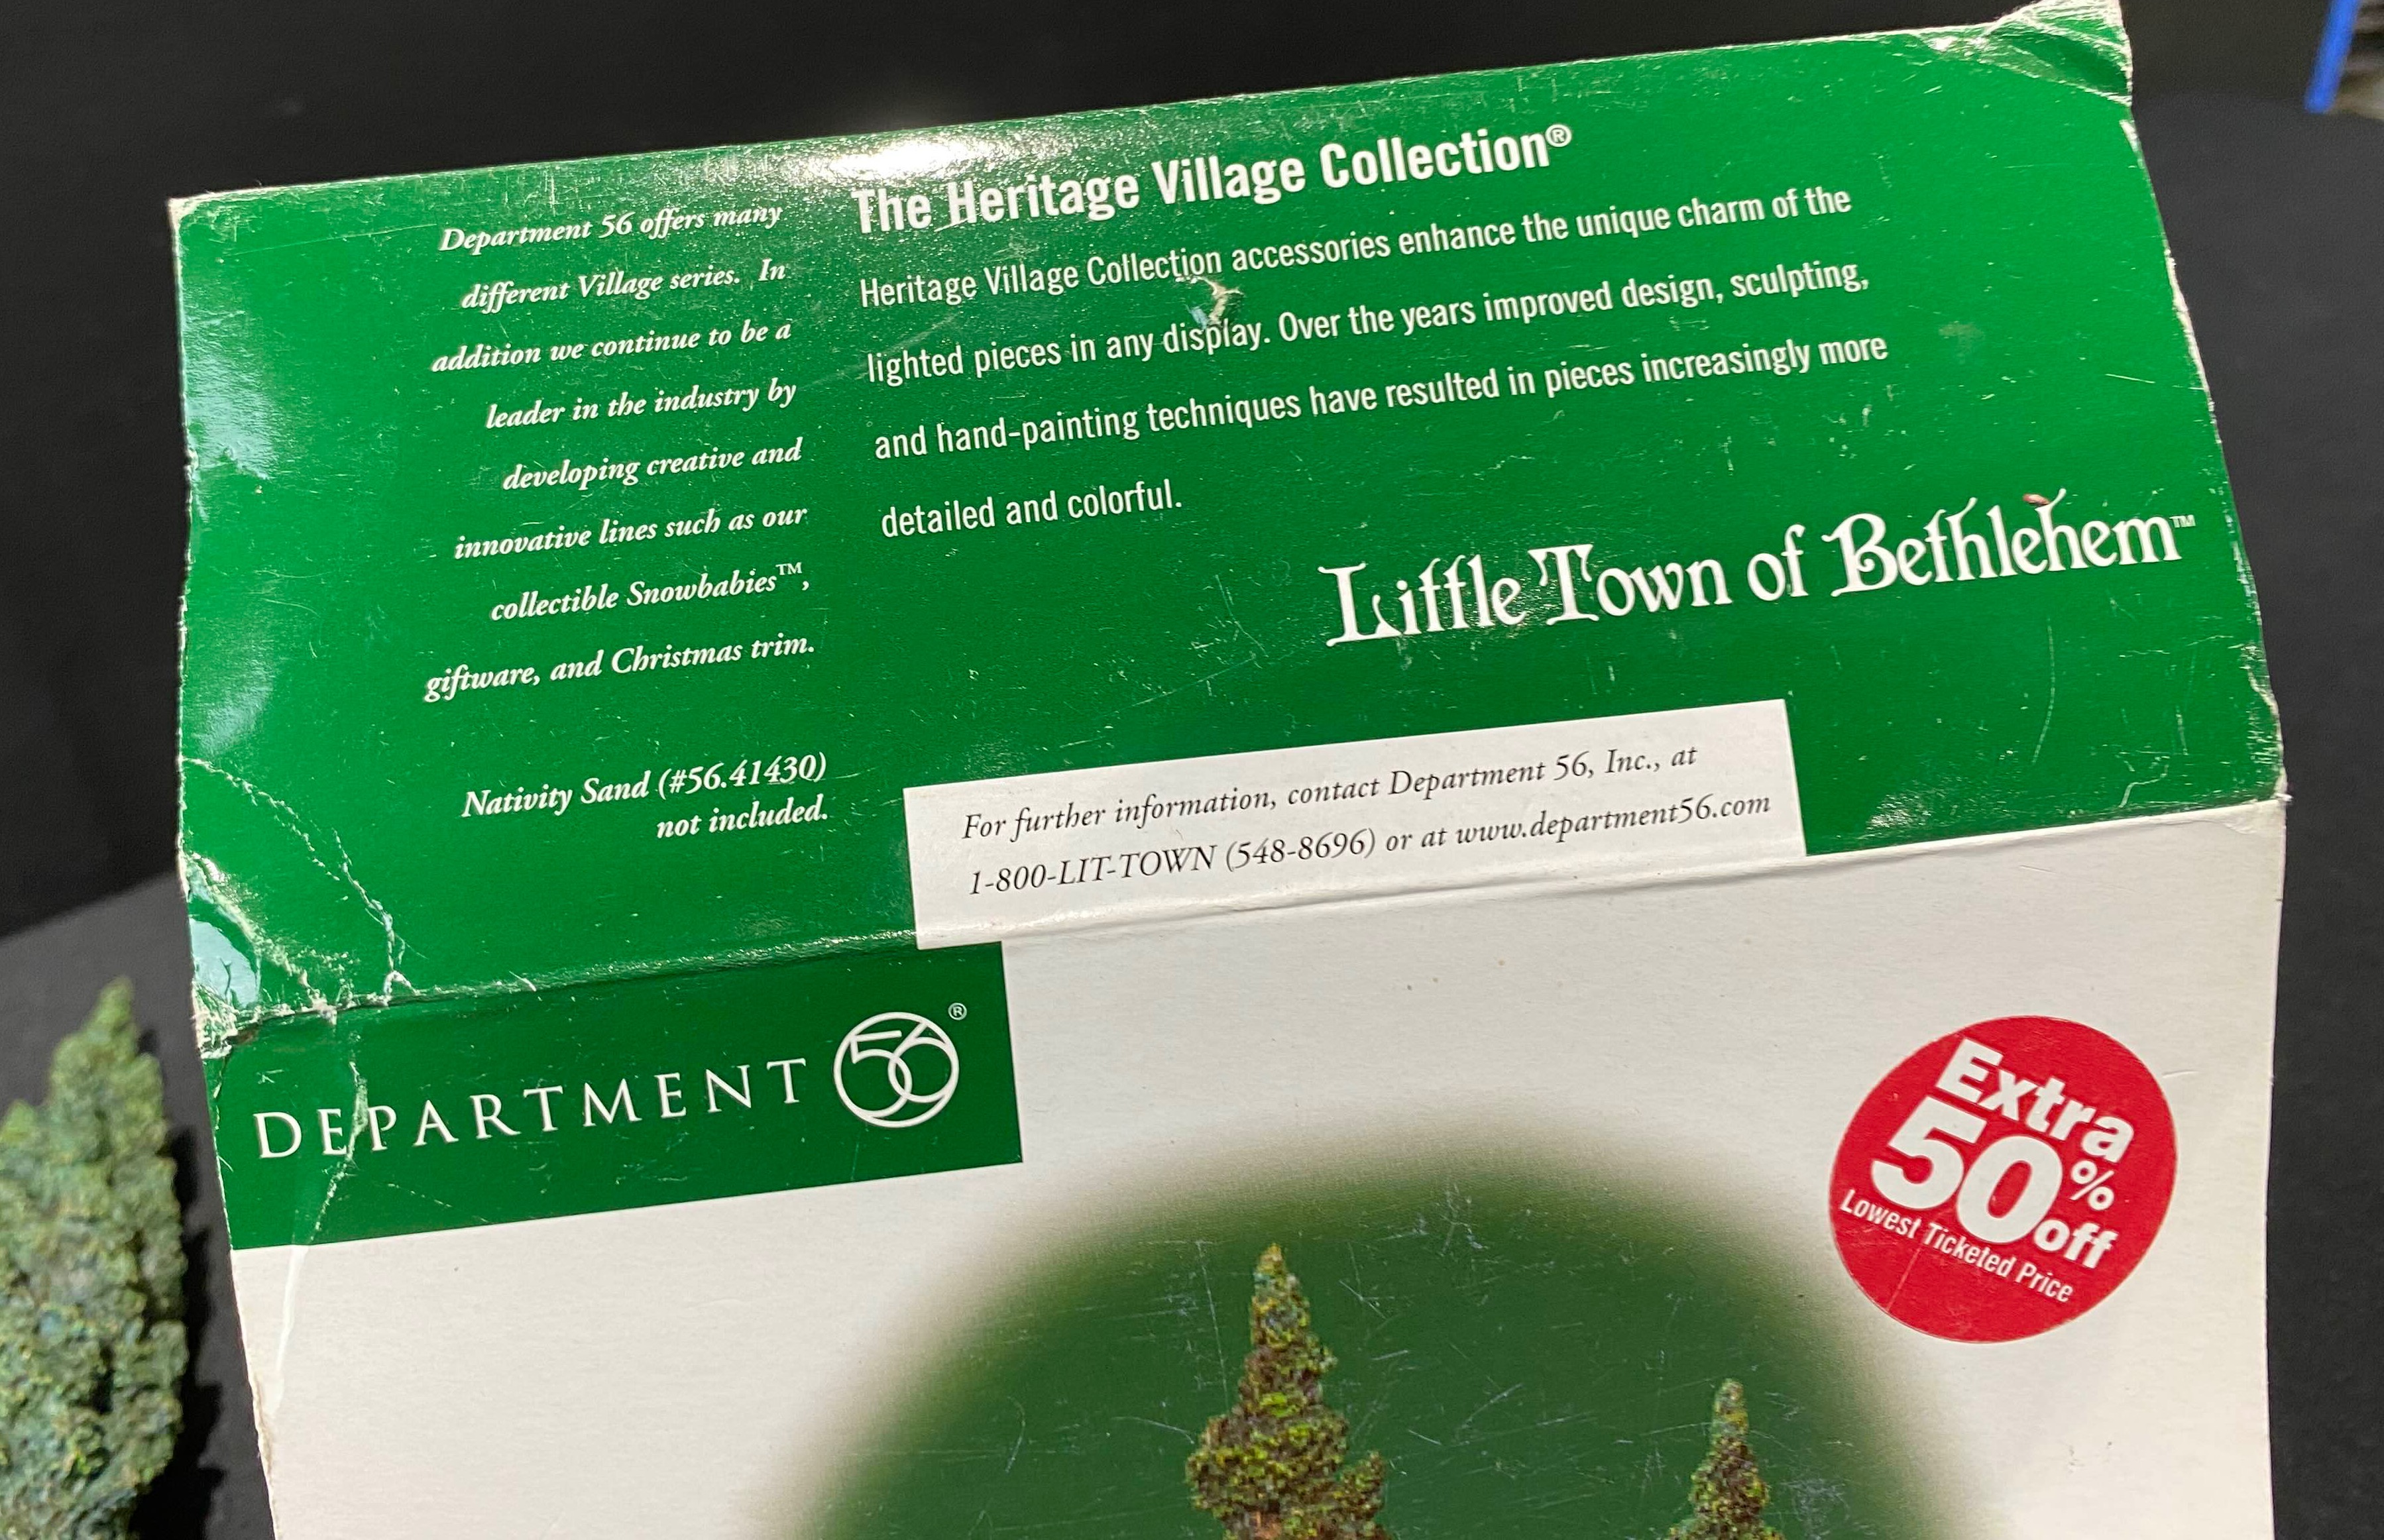 Department 56 offers many
different Village series. In
addition we continue to be a
leader in the industry by
developing creative and
innovative lines such as our
collectible Snowbabies™,
giftware, and Christmas trim.
Nativity Sand (#56.41430)
not included.
The Heritage Village Collection®
Heritage Village Collection accessories enhance the unique charm of the
lighted pieces in any display. Over the years improved design, sculpting,
and hand-painting techniques have resulted in pieces increasingly more
detailed and colorful.
Little Town of Bethlehem™
For further information, contact Department 56, Inc., at
1-800-LIT-TOWN (548-8696) or at www.department56.com
DEPARTMENT 56®
Extra
50%
off
Lowest Ticketed Price